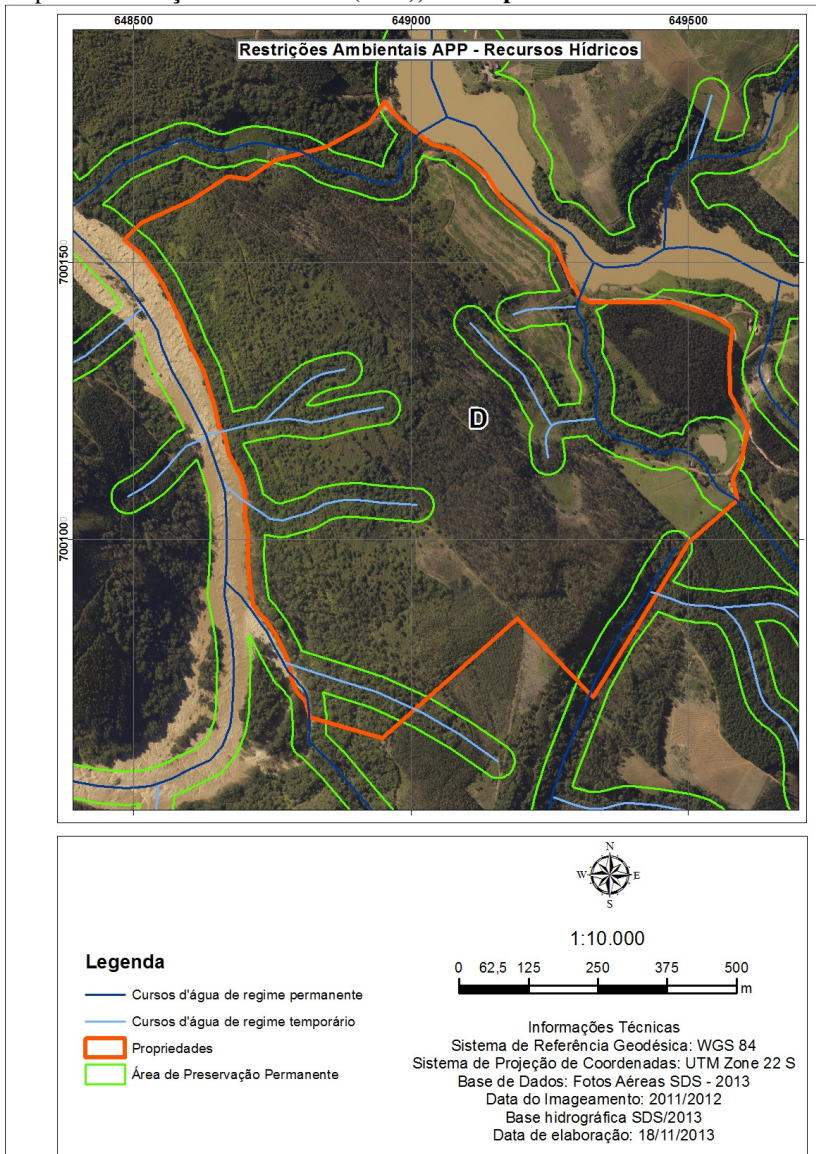 648500 649000 649500
Restrições Ambientais APP - Recursos Hídricos
7001500
D
7001000
N
W E
S
1:10.000
Legenda
0 62,5 125 250 375 500
m
Cursos d'água de regime permanente
Cursos d'água de regime temporário
Propriedades
Área de Preservação Permanente
Informações Técnicas
Sistema de Referência Geodésica: WGS 84
Sistema de Projeção de Coordenadas: UTM Zone 22 S
Base de Dados: Fotos Aéreas SDS - 2013
Data do Imageamento: 2011/2012
Base hidrográfica SDS/2013
Data de elaboração: 18/11/2013